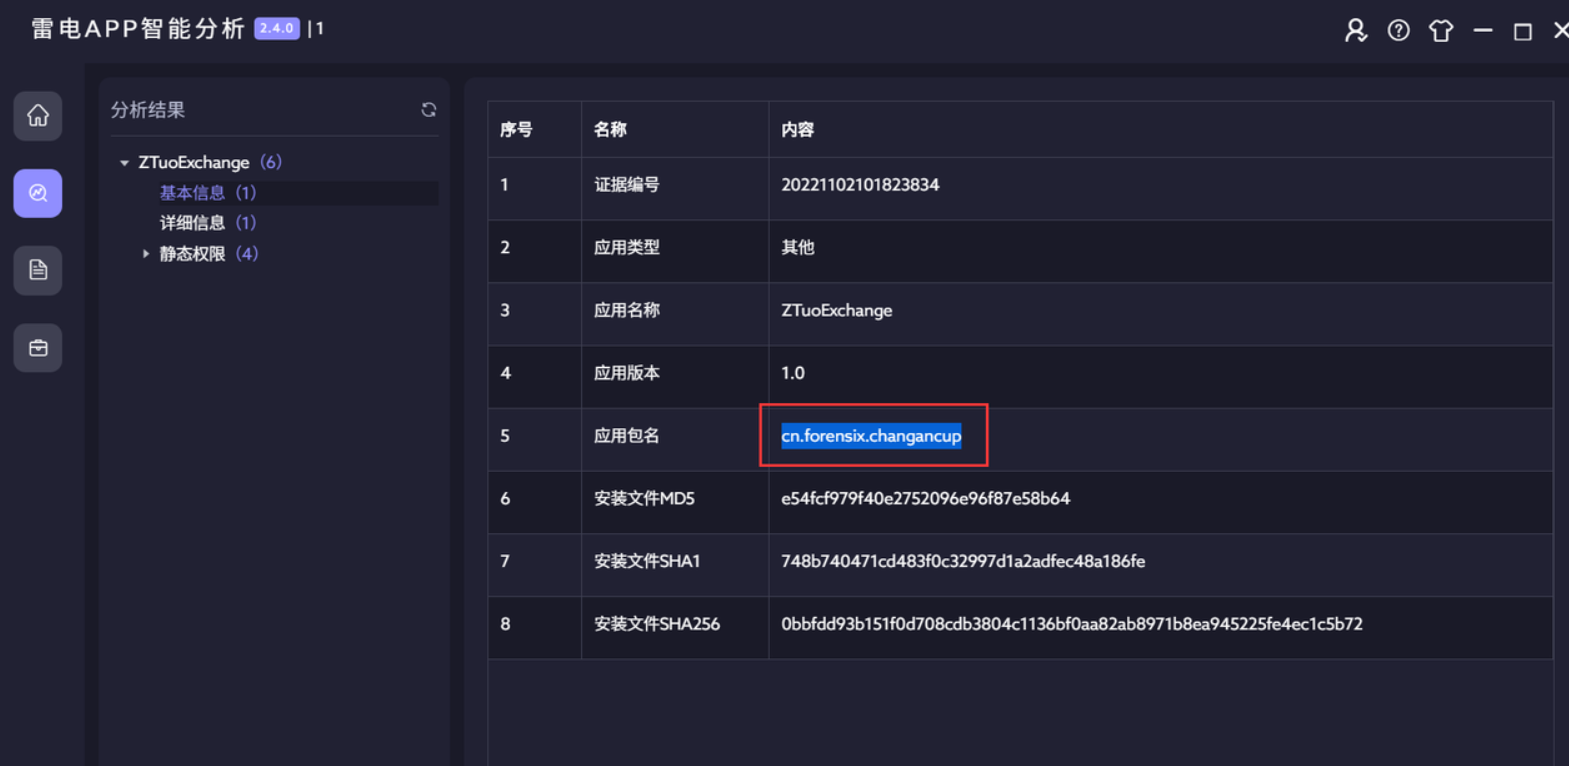 雷电APP智能分析 2.4.0 | 1
分析结果
ZTuoExchange (6)
基本信息 (1)
详细信息 (1)
静态权限 (4)
序号 名称 内容
1 证据编号 20221102101823834
2 应用类型 其他
3 应用名称 ZTuoExchange
4 应用版本 1.0
5 应用包名 cn.forensix.changancup
6 安装文件MD5 e54fcf979f40e2752096e96f87e58b64
7 安装文件SHA1 748b740471cd483f0c32997d1a2adfec48a186fe
8 安装文件SHA256 0bbfdd93b151f0d708cdb3804c1136bf0aa82ab8971b8ea945225fe4ec1c5b72